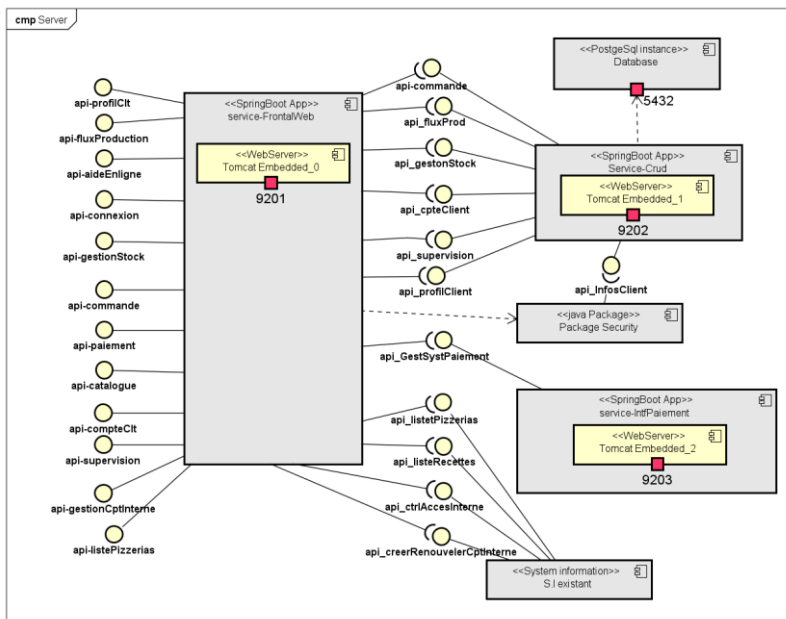 cmp Server
api-profilClt
api-fluxProduction
api-aideEnligne
api-connexion
api-gestionStock
api-commande
api-paiement
api-catalogue
api-compteClt
api-supervision
api-gestionCptInterne
api-listePizzerias
<<SpringBoot App>>
service-FrontalWeb
<<WebServer>>
Tomcat Embedded_0
9201
api-commande
api_fluxProd
api_gestonStock
api_cpteClient
api_supervision
api_profilClient
api_GestSystPaiement
api_listetPizzerias
api_listeRecettes
api_ctrlAccesInterne
api_creerRenouvelerCptInterne
<<PostgeSql instance>>
Database
5432
<<SpringBoot App>>
Service-Crud
<<WebServer>>
Tomcat Embedded_1
9202
api_InfosClient
<<java Package>>
Package Security
<<SpringBoot App>>
service-IntfPaiement
<<WebServer>>
Tomcat Embedded_2
9203
<<System information>>
S.I existant